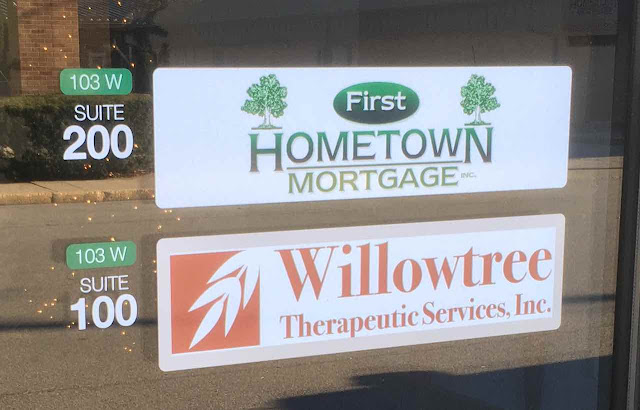 103 W
SUITE
200
First
HOMETOWN
MORTGAGE INC.
103 W
SUITE
100
Willowtree
Therapeutic Services, Inc.